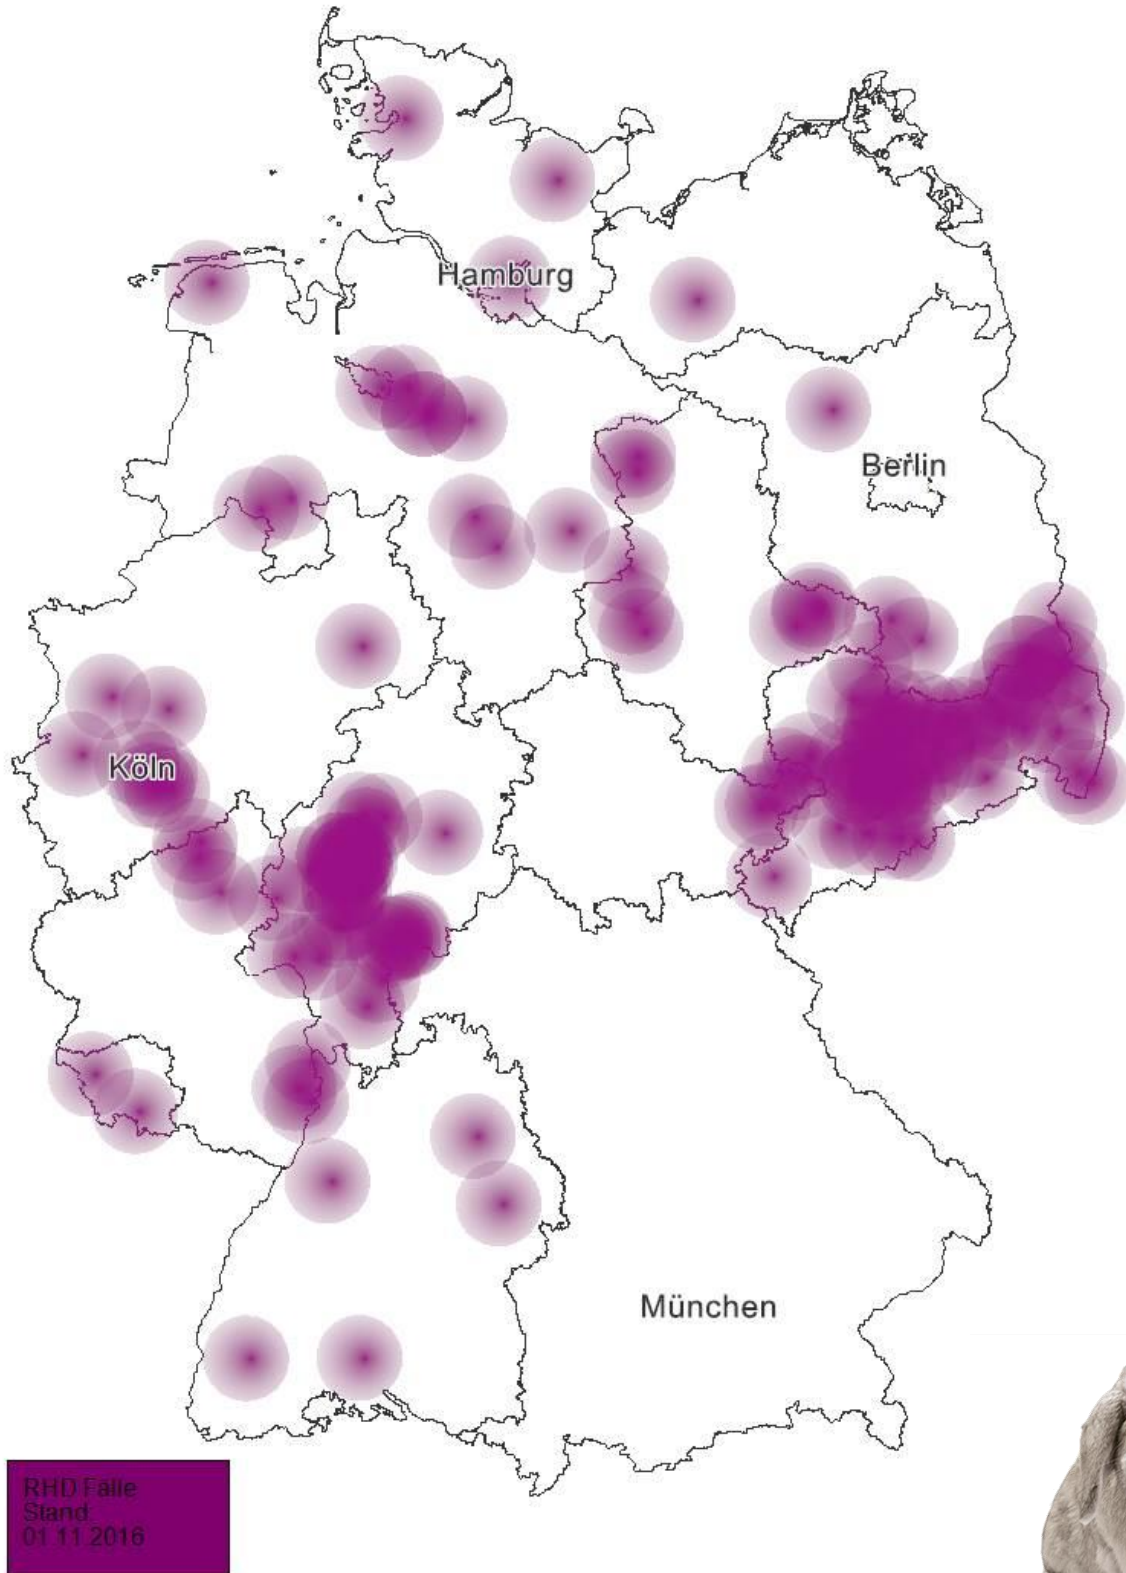 Hamburg
Berlin
Köln
München
RHD Fälle
Stand:
01.11.2016